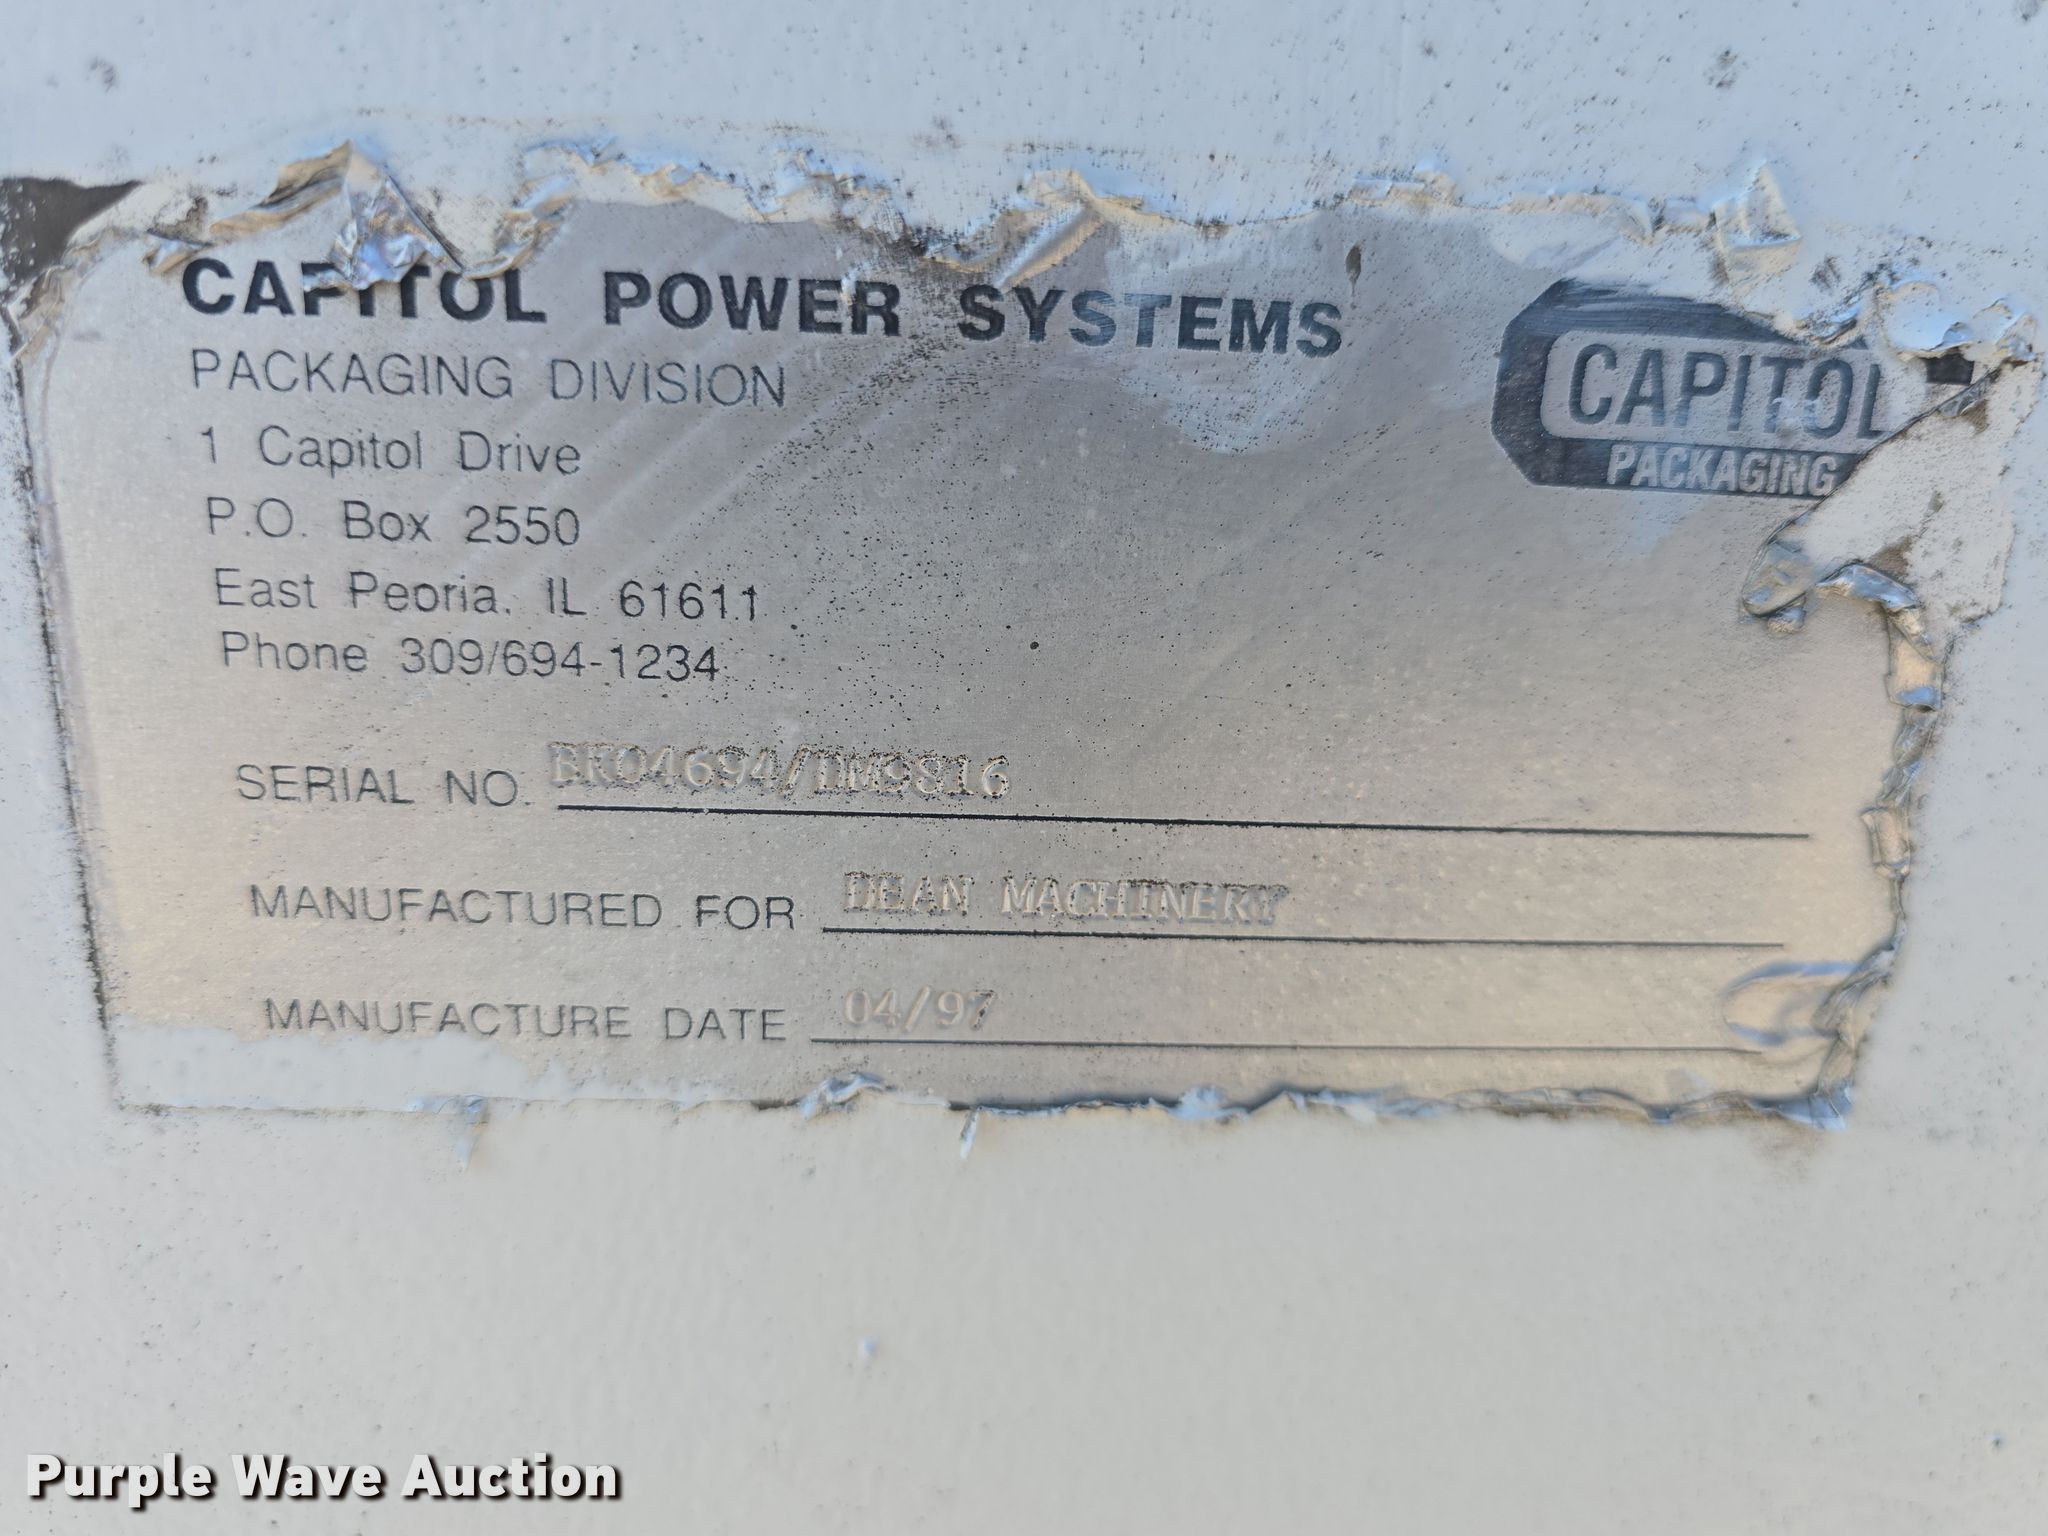 CAPITOL POWER SYSTEMS
PACKAGING DIVISION
1 Capitol Drive
P.O. Box 2550
East Peoria, IL 61611
Phone 309/694-1234
CAPITOL
PACKAGING
SERIAL NO.
MANUFACTURED FOR DEAN MACHINERY
MANUFACTURE DATE 04/97
Purple Wave Auction